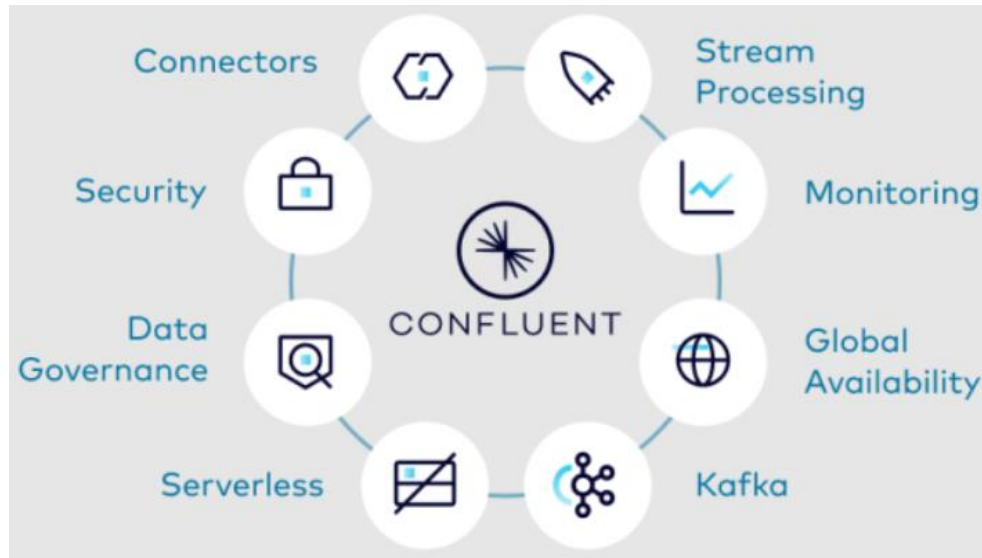 Connectors
Stream
Processing
Security
Monitoring
CONFLUENT
Data
Governance
Global
Availability
Serverless
Kafka